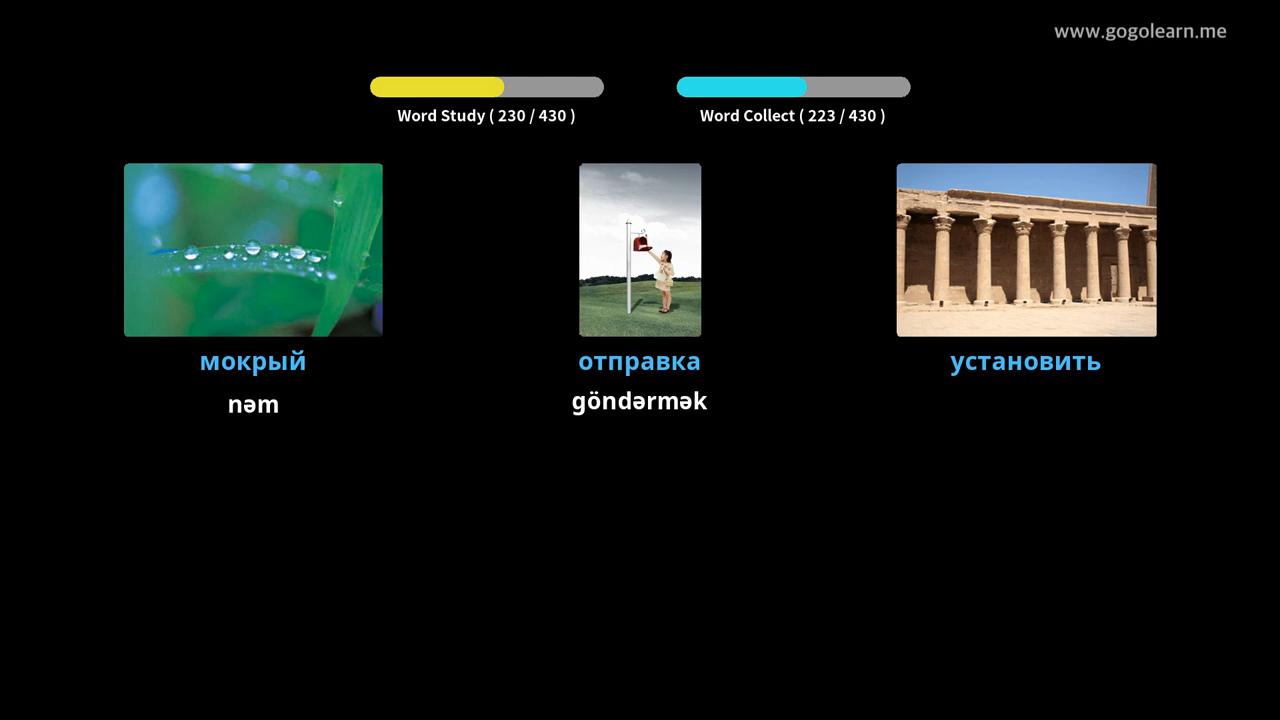 www.gogolearn.me
Word Study ( 230 / 430 )
Word Collect ( 223 / 430 )
мокрый
отправка
установить
nəm
göndərmək